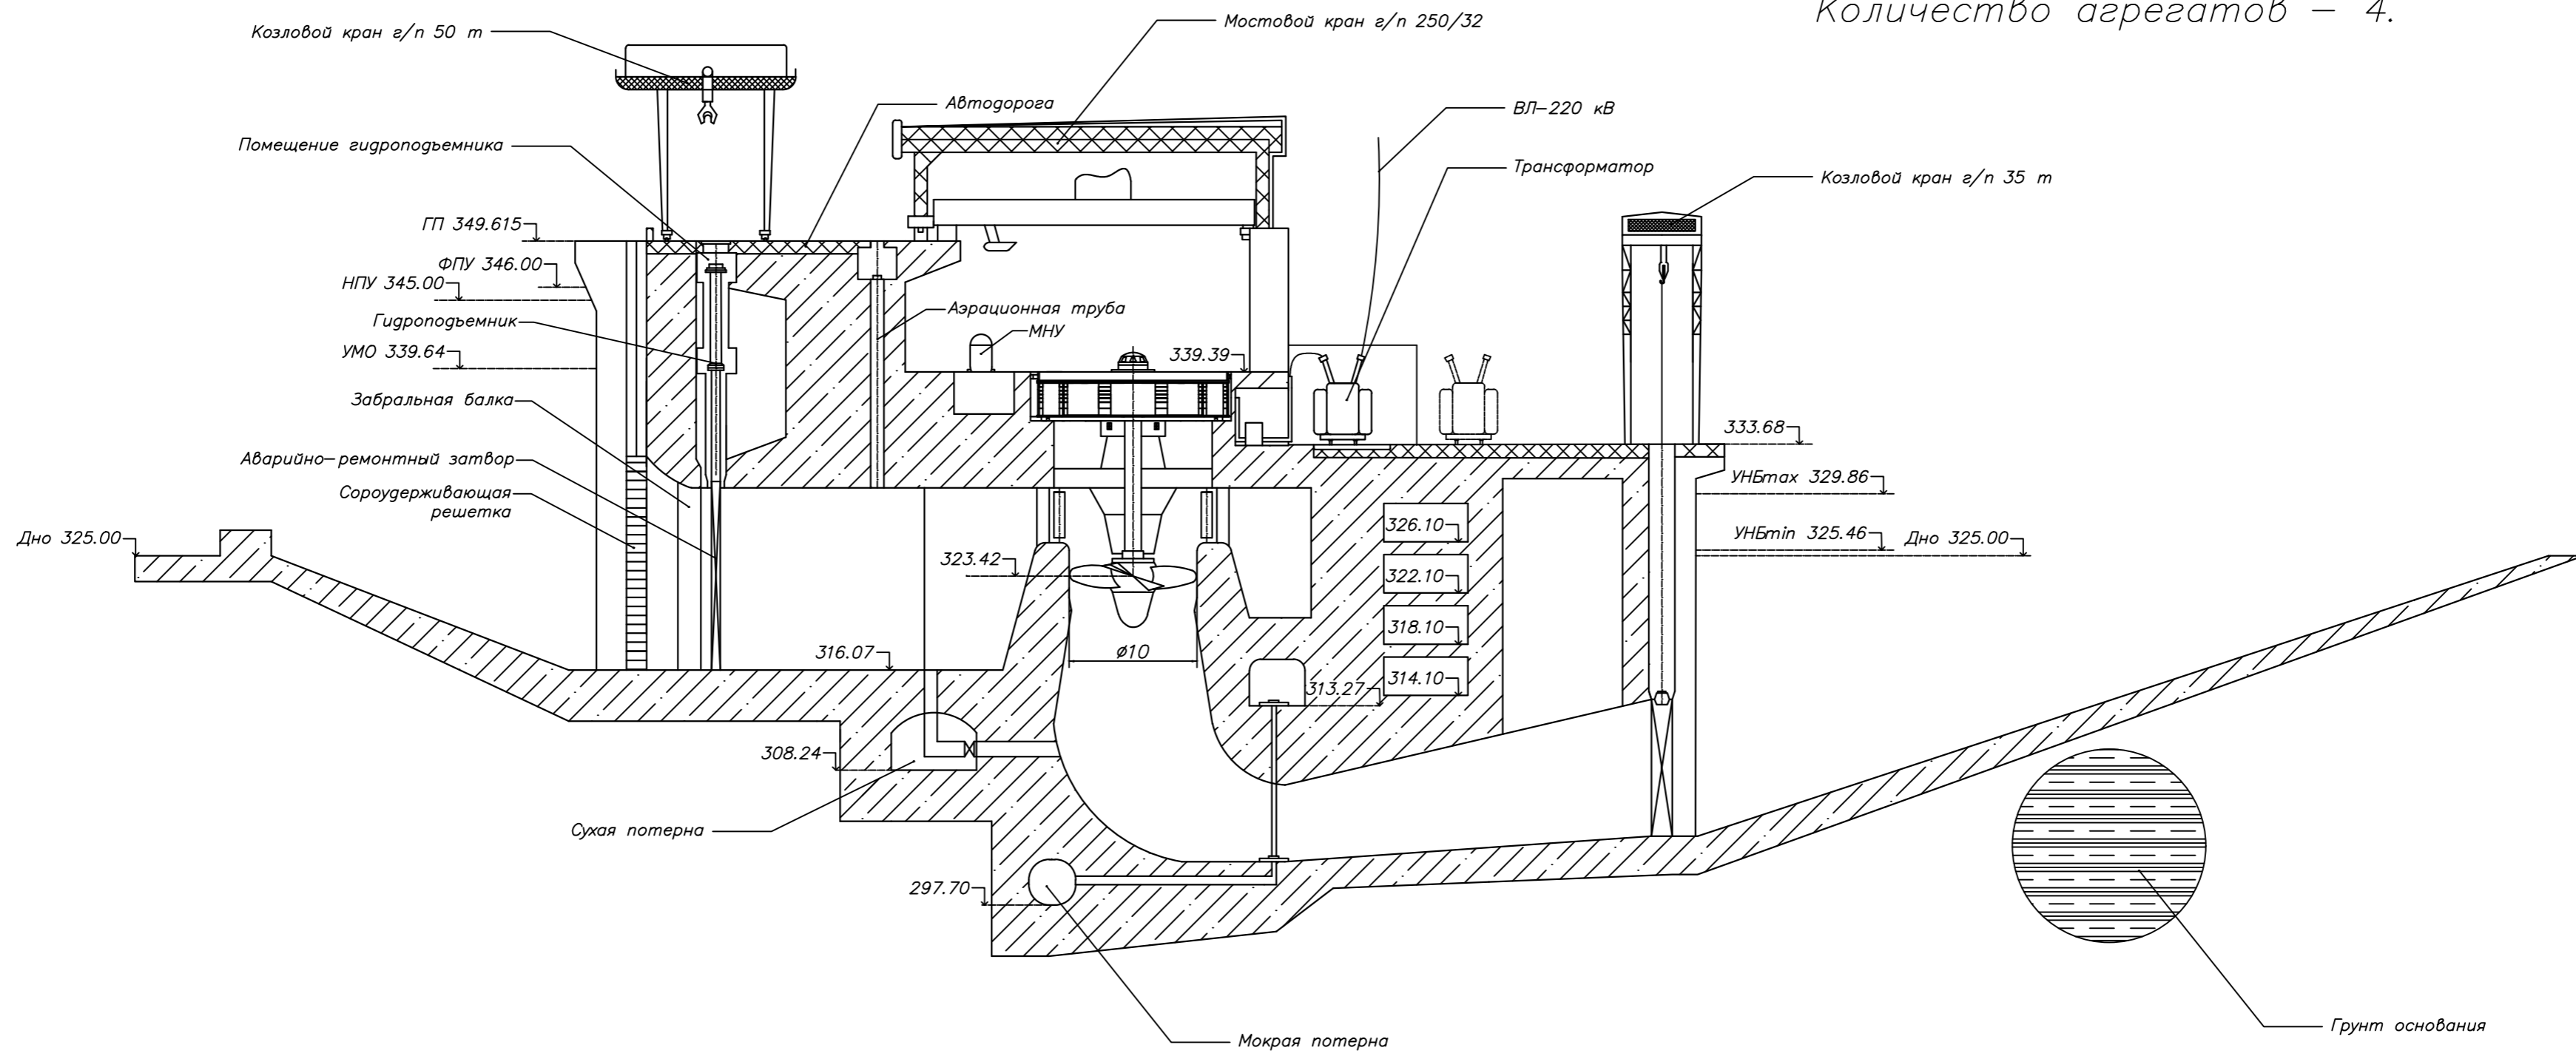 Количество агрегатов – 4.
Мостовой кран г/п 250/32
Козловой кран г/п 50 т
Автодорога
ВЛ-220 кВ
Помещение гидроподъемника
Трансформатор
Козловой кран г/п 35 т
ГП 349.615
ФПУ 346.00
НПУ 345.00
Аэрационная труба
Гидроподъемник
МНУ
УМО 339.64
339.39
Забральная балка
333.68
Аварийно-ремонтный затвор
УНБmax 329.86
Сороудерживающая
решетка
326.10
Дно 325.00
УНБmin 325.46
Дно 325.00
323.42
322.10
318.10
316.07
ø10
314.10
313.27
308.24
Сухая потерна
297.70
Грунт основания
Мокрая потерна